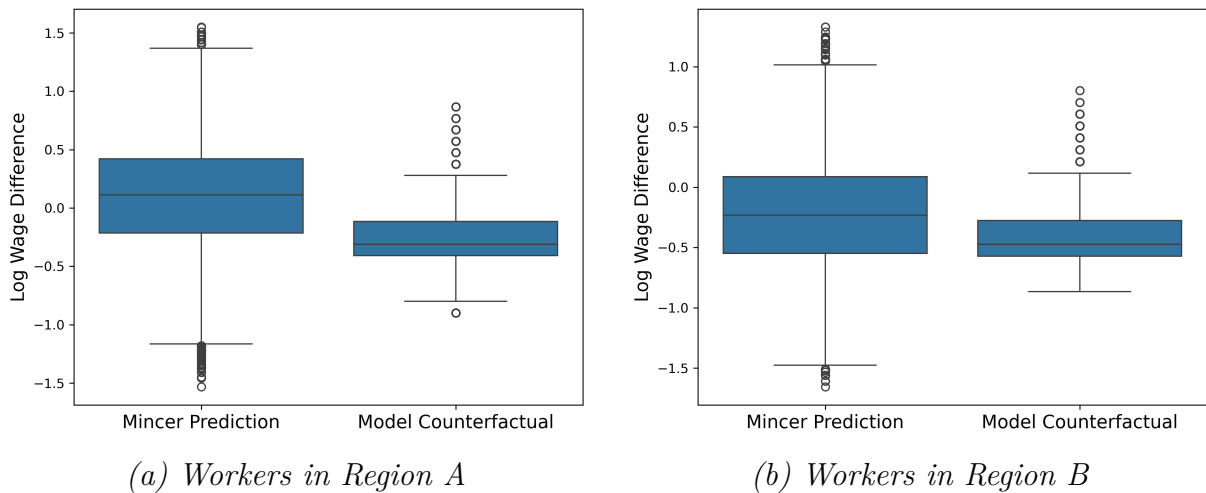 Log Wage Difference
1.5
1.0
0.5
0.0
−0.5
−1.0
−1.5
Mincer Prediction Model Counterfactual
(a) Workers in Region A
Log Wage Difference
1.0
0.5
0.0
−0.5
−1.0
−1.5
Mincer Prediction Model Counterfactual
(b) Workers in Region B